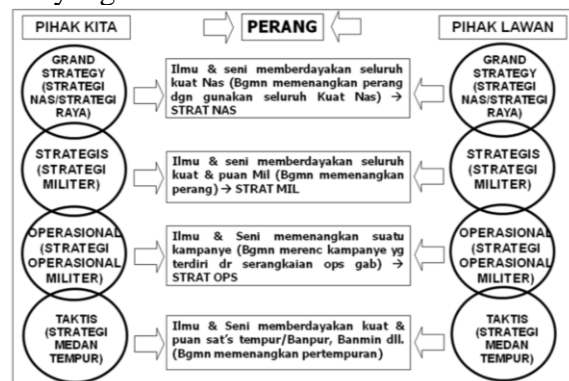 PIHAK KITA
PERANG
PIHAK LAWAN
GRAND
STRATEGY
(STRATEGI
NAS/STRATEGI
RAYA)
Ilmu & seni memberdayakan seluruh
kuat Nas (Bgmn memenangkan perang
dgn gunakan seluruh Kuat Nas) →
STRAT NAS
GRAND
STRATEGY
(STRATEGI
NAS/STRATEGI
RAYA)
STRATEGIS
(STRATEGI
MILITER)
Ilmu & seni memberdayakan seluruh
kuat & puan Mil (Bgmn memenangkan
perang) → STRAT MIL
STRATEGIS
(STRATEGI
MILITER)
OPERASIONAL
(STRATEGI
OPERASIONAL
MILITER)
Ilmu & Seni memenangkan suatu
kampanye (Bgmn merenc kampanye yg
terdiri dr serangkaian ops gab) →
STRAT OPS
OPERASIONAL
(STRATEGI
OPERASIONAL
MILITER)
TAKTIS
(STRATEGI
MEDAN
TEMPUR)
Ilmu & Seni memberdayakan kuat &
puan sat's tempur/Banpur, Banmin dll.
(Bgmn memenangkan pertempuran)
TAKTIS
(STRATEGI
MEDAN
TEMPUR)